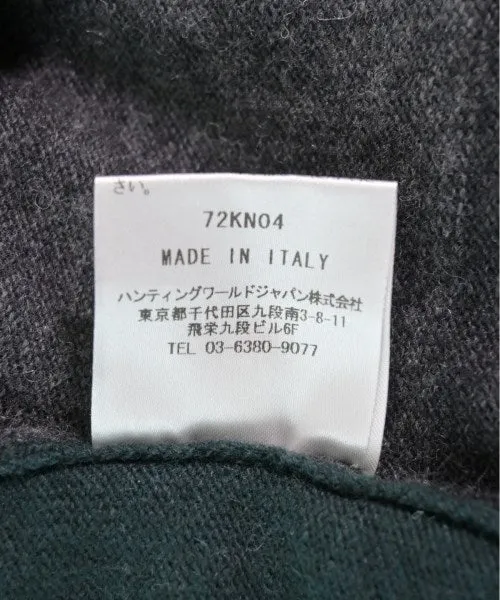 さい。
72KN04
MADE IN ITALY
ハンティングワールドジャパン株式会社
東京都千代田区九段南3-8-11
飛栄九段ビル6F
TEL 03-6380-9077